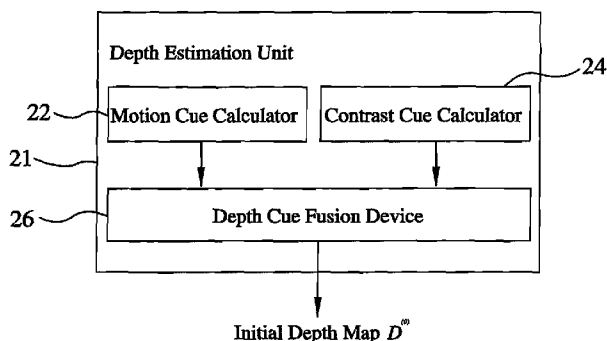 Depth Estimation Unit
24
22
Motion Cue Calculator
Contrast Cue Calculator
21
26
Depth Cue Fusion Device
Initial Depth Map D^(0)